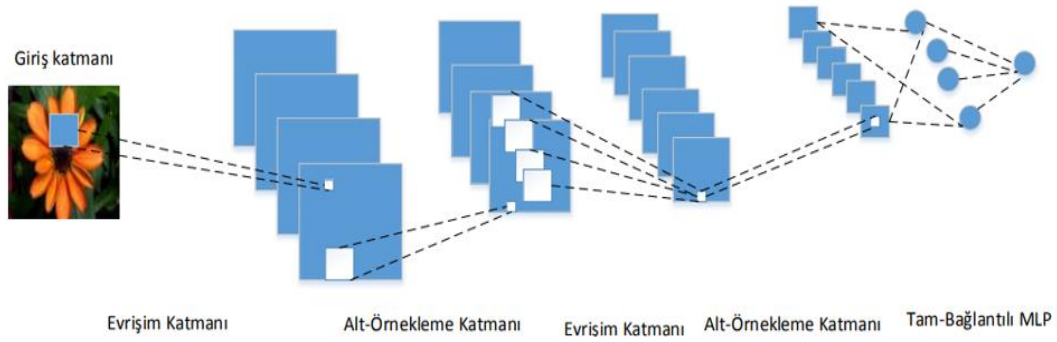 Giriş katmanı
Evrişim Katmanı
Alt-Örnekleme Katmanı
Evrişim Katmanı
Alt-Örnekleme Katmanı
Tam-Bağlantılı MLP